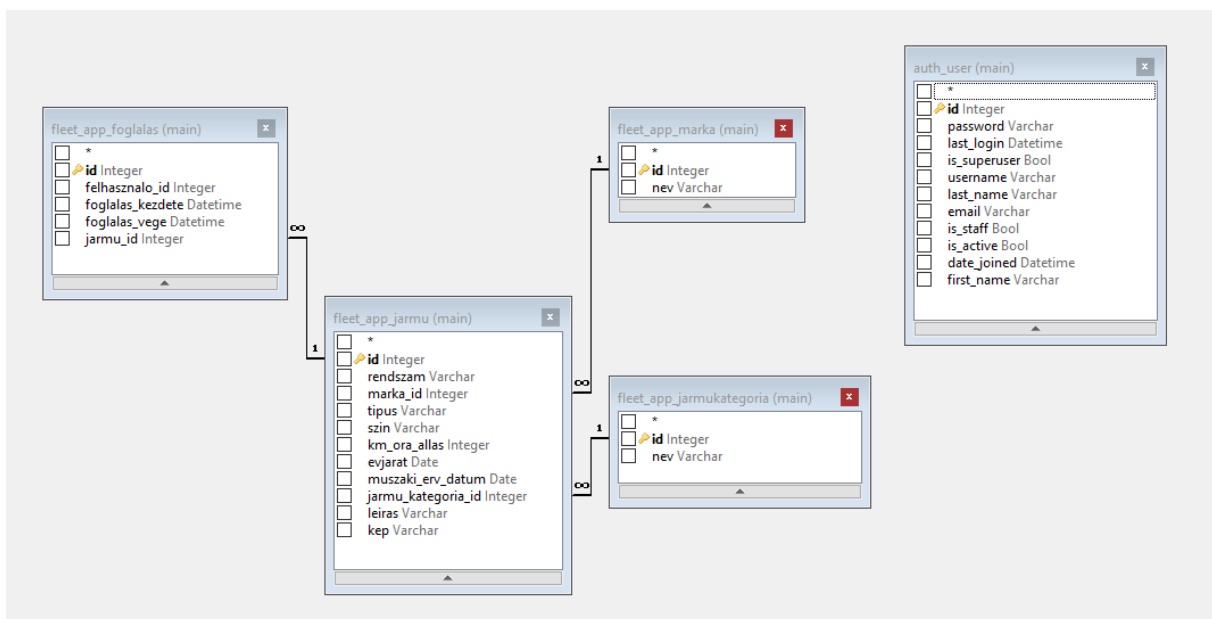 fleet_app_foglalas (main)
*
id Integer
felhasznalo_id Integer
foglalas_kezdete Datetime
foglalas_vege Datetime
jarmu_id Integer
∞
1
fleet_app_jarmu (main)
*
id Integer
rendszam Varchar
marka_id Integer
tipus Varchar
szin Varchar
km_ora_allas Integer
evjarat Date
muszaki_erv_datum Date
jarmu_kategoria_id Integer
leiras Varchar
kep Varchar
∞
∞
1
fleet_app_marka (main)
*
id Integer
nev Varchar
1
fleet_app_jarmukategoria (main)
*
id Integer
nev Varchar
auth_user (main)
*
id Integer
password Varchar
last_login Datetime
is_superuser Bool
username Varchar
last_name Varchar
email Varchar
is_staff Bool
is_active Bool
date_joined Datetime
first_name Varchar